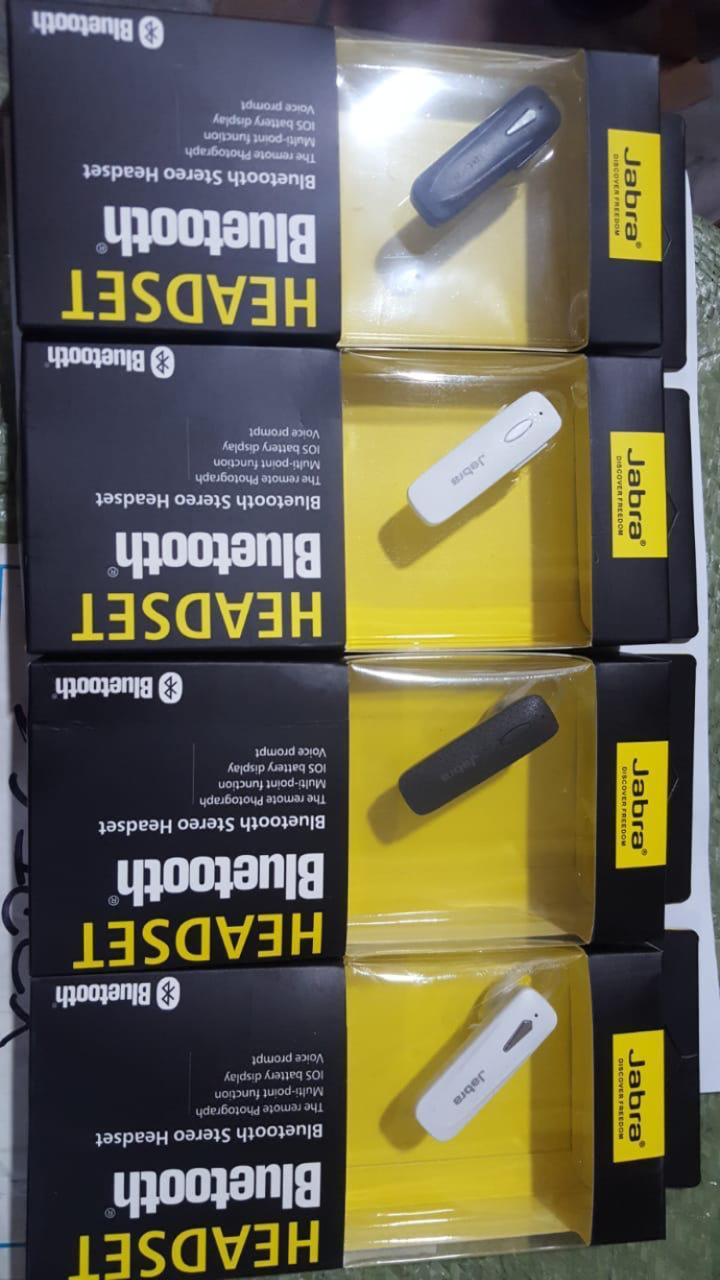 Jabra®
DISCOVER FREEDOM
HEADSET
Bluetooth®
Bluetooth Stereo Headset
The remote Photograph
Multi-point function
IOS battery display
Voice prompt
Bluetooth
Jabra®
DISCOVER FREEDOM
Jabra
HEADSET
Bluetooth®
Bluetooth Stereo Headset
The remote Photograph
Multi-point function
IOS battery display
Voice prompt
Bluetooth
Jabra®
DISCOVER FREEDOM
Jabra
HEADSET
Bluetooth®
Bluetooth Stereo Headset
The remote Photograph
Multi-point function
IOS battery display
Voice prompt
Bluetooth
Jabra®
DISCOVER FREEDOM
Jabra
HEADSET
Bluetooth®
Bluetooth Stereo Headset
The remote Photograph
Multi-point function
IOS battery display
Voice prompt
Bluetooth